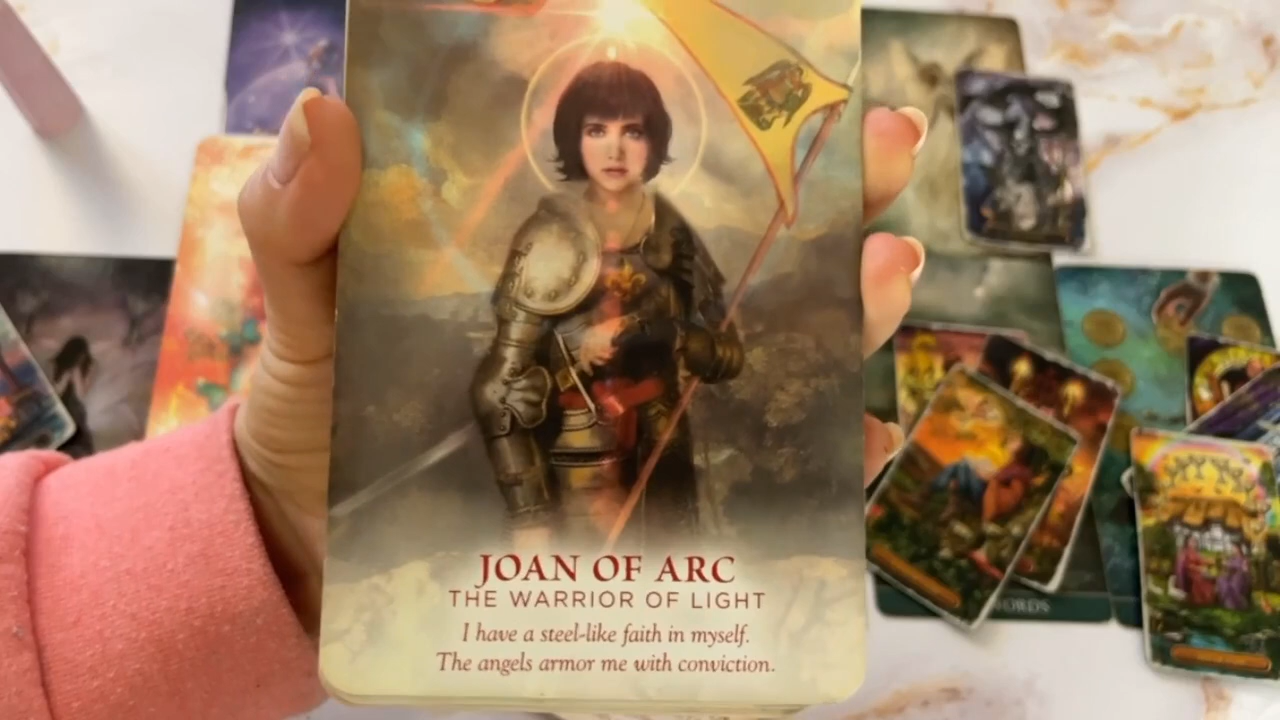 JOAN OF ARC
THE WARRIOR OF LIGHT
I have a steel-like faith in myself.
The angels armor me with conviction.